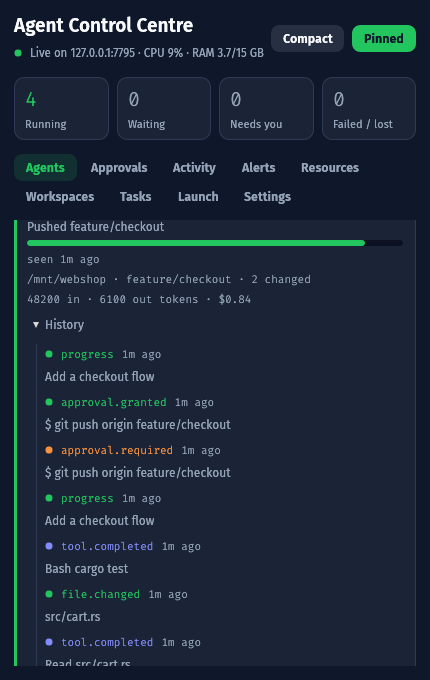 Agent Control Centre
Live on 127.0.0.1:7795 · CPU 9% · RAM 3.7/15 GB
Compact
Pinned
4
Running
0
Waiting
0
Needs you
0
Failed / lost
Agents
Approvals
Activity
Alerts
Resources
Workspaces
Tasks
Launch
Settings
Pushed feature/checkout
seen 1m ago
/mnt/webshop · feature/checkout · 2 changed
48200 in · 6100 out tokens · $0.84
▾ History
progress 1m ago
Add a checkout flow
approval.granted 1m ago
$ git push origin feature/checkout
approval.required 1m ago
$ git push origin feature/checkout
progress 1m ago
Add a checkout flow
tool.completed 1m ago
Bash cargo test
file.changed 1m ago
src/cart.rs
tool.completed 1m ago
Read src/cart.rs